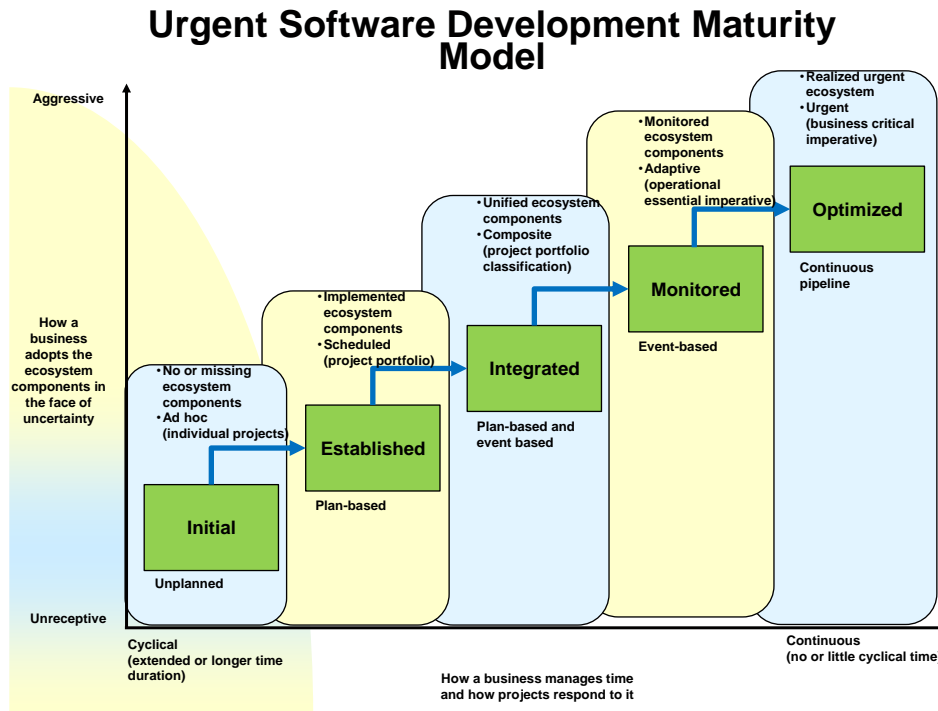 Urgent Software Development Maturity
Model
Aggressive
How a
business
adopts the
ecosystem
components in
the face of
uncertainty
Unreceptive
•No or missing
ecosystem
components
•Ad hoc
(individual projects)
Initial
Unplanned
•Implemented
ecosystem
components
•Scheduled
(project portfolio)
Established
Plan-based
•Unified ecosystem
components
•Composite
(project portfolio
classification)
Integrated
Plan-based and
event based
•Monitored
ecosystem
components
•Adaptive
(operational
essential imperative)
Monitored
Event-based
•Realized urgent
ecosystem
•Urgent
(business critical
imperative)
Optimized
Continuous
pipeline
Cyclical
(extended or longer time
duration)
How a business manages time
and how projects respond to it
Continuous
(no or little cyclical time